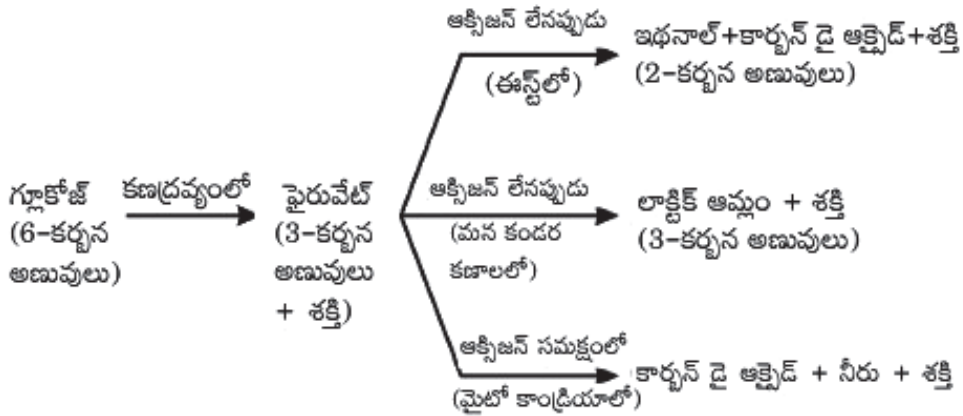 ఆక్సిజన్ లేనప్పుడు
(ఈస్ట్‌లో)
ఇథనాల్+కార్బన్ డై ఆక్సైడ్+శక్తి
(2-కర్బన అణువులు)
గ్లూకోజ్
(6-కర్బన
అణువులు)
కణద్రవ్యంలో
ఫైరువేట్
(3-కర్బన
అణువులు
+ శక్తి)
ఆక్సిజన్ లేనప్పుడు
(మన కండర
కణాలలో)
లాక్టిక్ ఆమ్లం + శక్తి
(3-కర్బన అణువులు)
ఆక్సిజన్ సమక్షంలో
(మైటో కాండ్రియాలో)
కార్బన్ డై ఆక్సైడ్ + నీరు + శక్తి